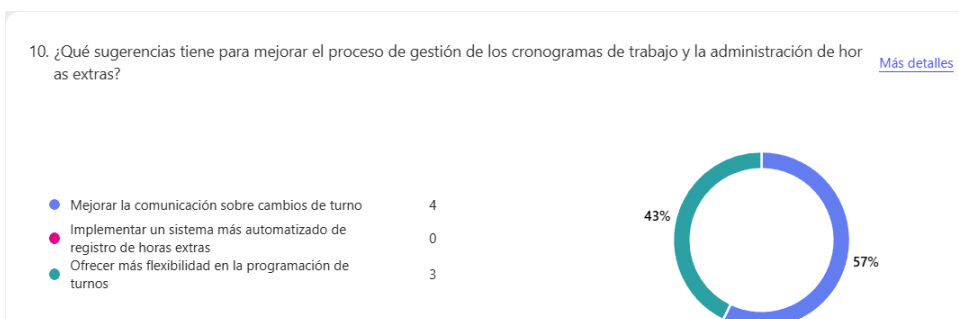 10. ¿Qué sugerencias tiene para mejorar el proceso de gestión de los cronogramas de trabajo y la administración de hor
as extras?
Más detalles
Mejorar la comunicación sobre cambios de turno 4
Implementar un sistema más automatizado de
registro de horas extras 0
Ofrecer más flexibilidad en la programación de
turnos 3
43%
57%